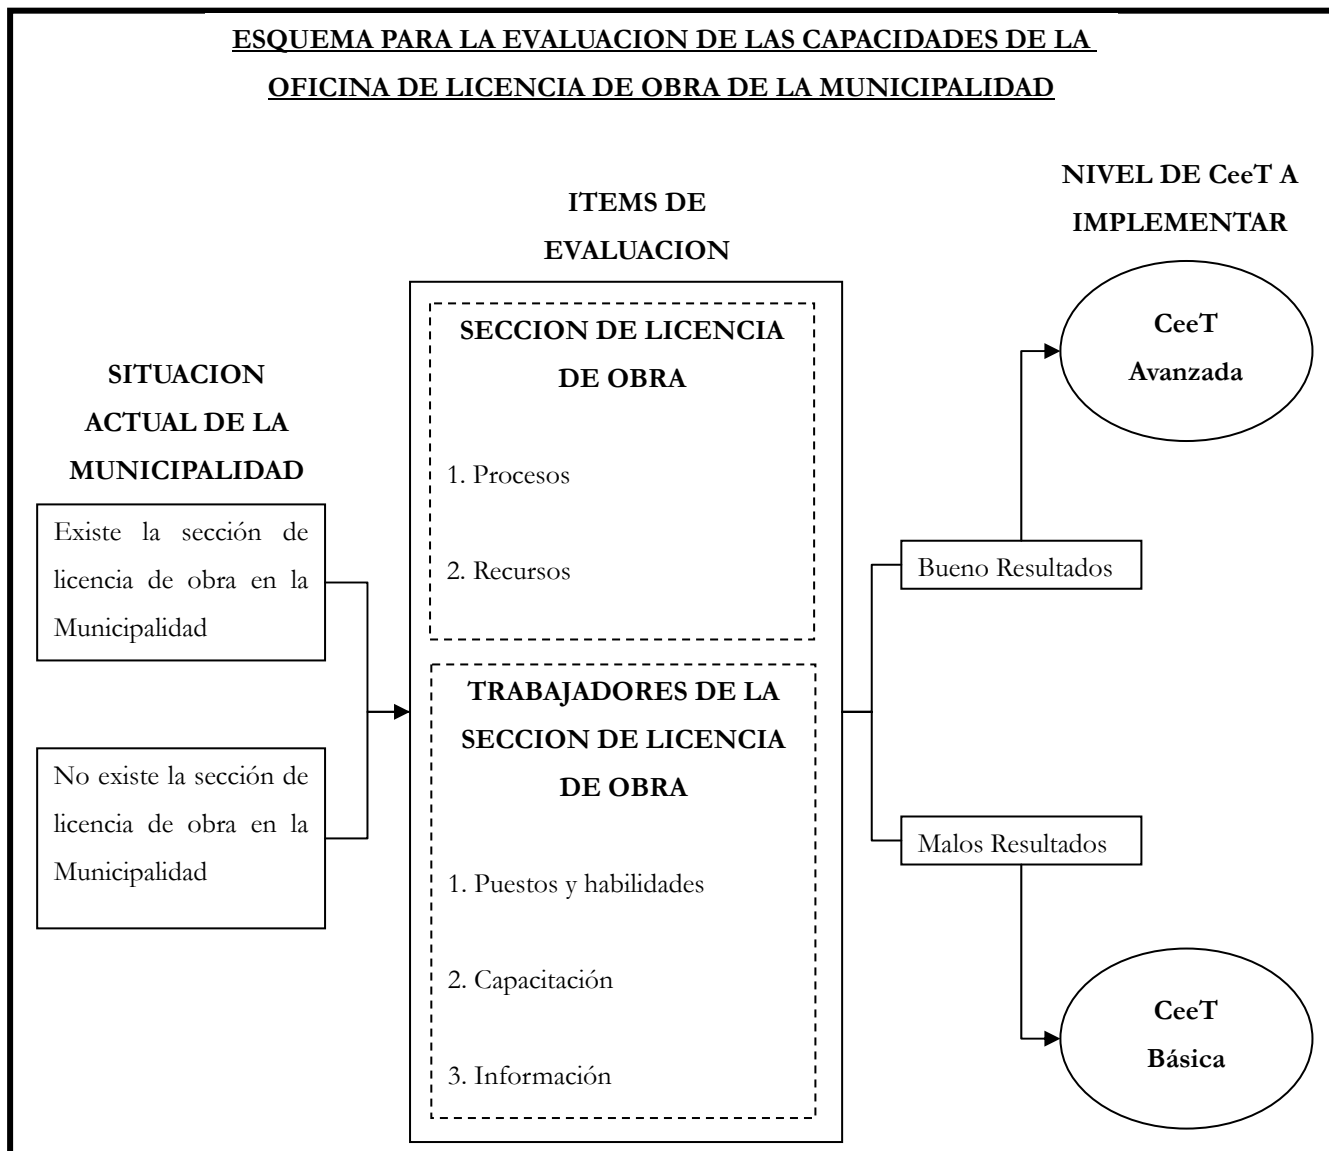 ESQUEMA PARA LA EVALUACION DE LAS CAPACIDADES DE LA
OFICINA DE LICENCIA DE OBRA DE LA MUNICIPALIDAD
SITUACION
ACTUAL DE LA
MUNICIPALIDAD
Existe la sección de
licencia de obra en la
Municipalidad
No existe la sección de
licencia de obra en la
Municipalidad
ITEMS DE
EVALUACION
SECCION DE LICENCIA
DE OBRA
1. Procesos
2. Recursos
TRABAJADORES DE LA
SECCION DE LICENCIA
DE OBRA
1. Puestos y habilidades
2. Capacitación
3. Información
NIVEL DE CeeT A
IMPLEMENTAR
CeeT
Avanzada
Bueno Resultados
Malos Resultados
CeeT
Básica